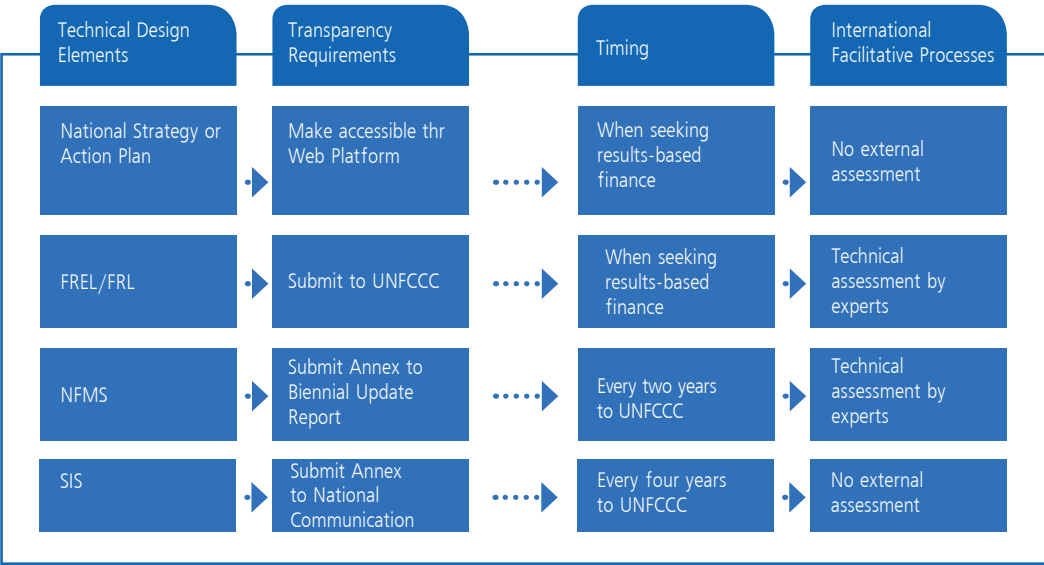 Technical Design
Elements
Transparency
Requirements
Timing
International
Facilitative Processes
National Strategy or
Action Plan
Make accessible thr
Web Platform
When seeking
results-based
finance
No external
assessment
FREL/FRL
Submit to UNFCCC
When seeking
results-based
finance
Technical
assessment by
experts
NFMS
Submit Annex to
Biennial Update
Report
Every two years
to UNFCCC
Technical
assessment by
experts
SIS
Submit Annex
to National
Communication
Every four years
to UNFCCC
No external
assessment